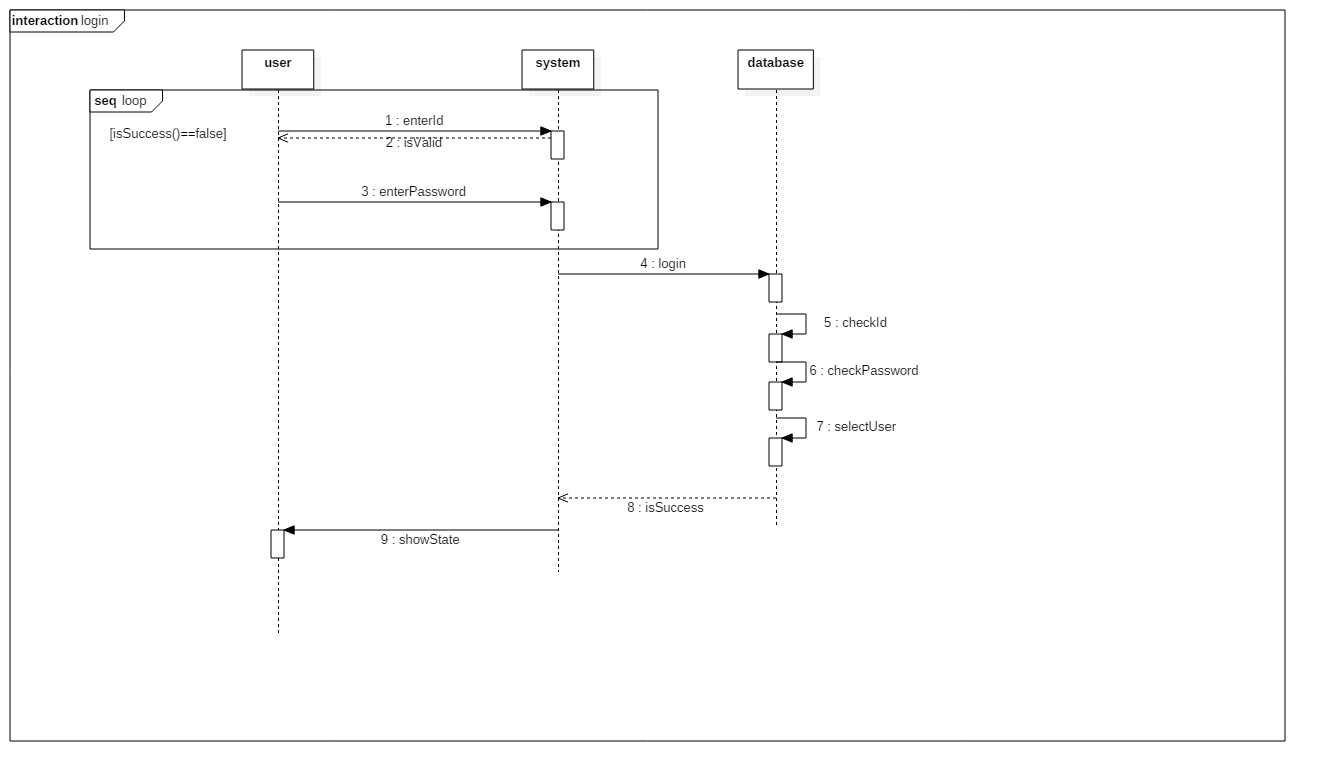 interaction login
user
system
database
seq loop
[isSuccess()==false]
1 : enterId
2 : isValid
3 : enterPassword
4 : login
5 : checkId
6 : checkPassword
7 : selectUser
8 : isSuccess
9 : showState